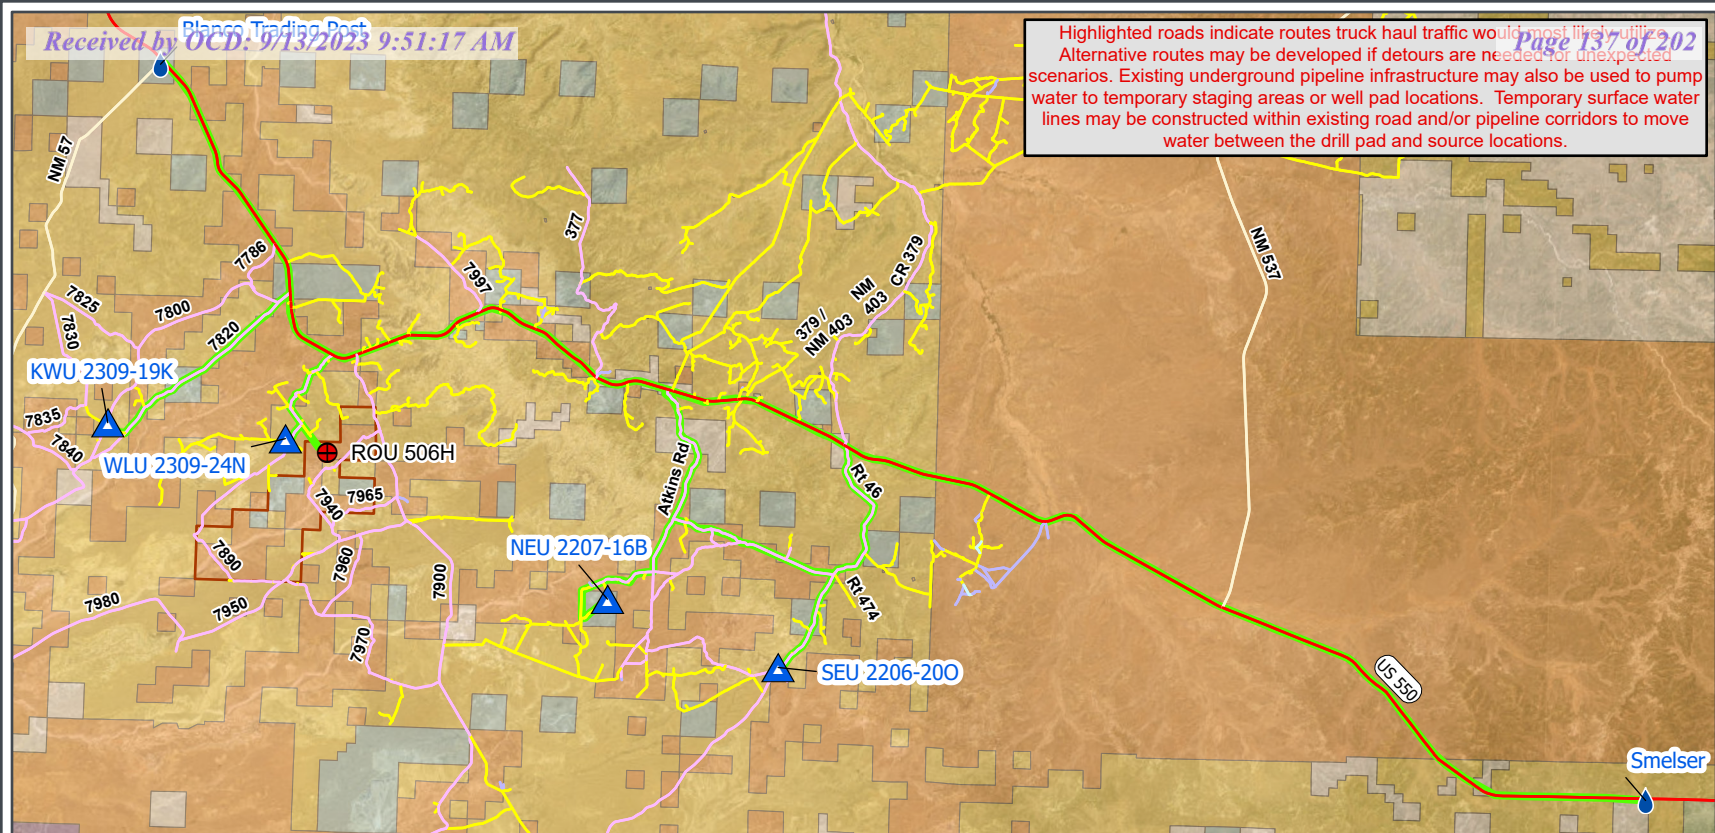 Blanco Trading Post
Received by OCD: 9/13/2023 9:51:17 AM
Page 137 of 202
Highlighted roads indicate routes truck haul traffic would most likely utilize.
Alternative routes may be developed if detours are needed for unexpected
scenarios. Existing underground pipeline infrastructure may also be used to pump
water to temporary staging areas or well pad locations. Temporary surface water
lines may be constructed within existing road and/or pipeline corridors to move
water between the drill pad and source locations.
NM 57
377
7786
7997
CR 379
NM
403
379 /
NM 403
NM 537
7825
7830
7800
7820
KWU 2309-19K
7835
7840
WLU 2309-24N
ROU 506H
7940
7965
Atkins Rd
Rt 46
7890
7960
NEU 2207-16B
7900
7980
7950
Rt 474
7970
SEU 2206-20O
US 550
Smelser